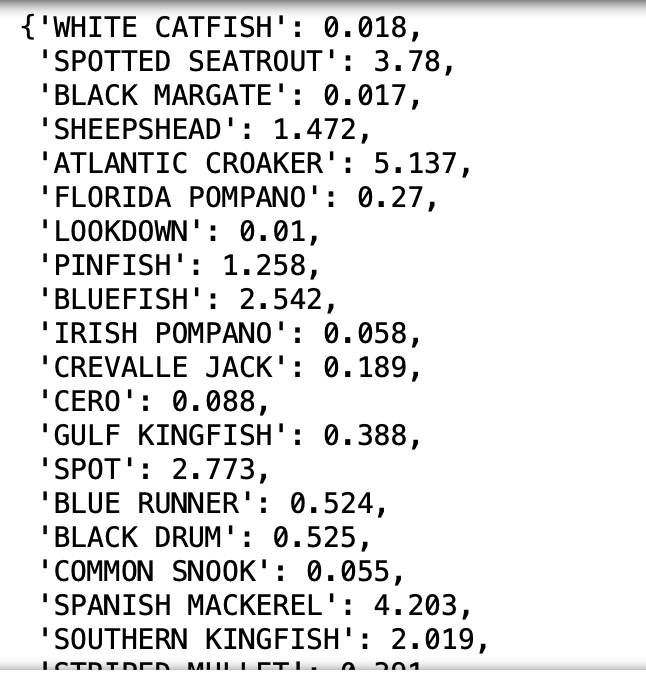 {'WHITE CATFISH': 0.018,
'SPOTTED SEATROUT': 3.78,
'BLACK MARGATE': 0.017,
'SHEEPSHEAD': 1.472,
'ATLANTIC CROAKER': 5.137,
'FLORIDA POMPANO': 0.27,
'LOOKDOWN': 0.01,
'PINFISH': 1.258,
'BLUEFISH': 2.542,
'IRISH POMPANO': 0.058,
'CREVALLE JACK': 0.189,
'CERO': 0.088,
'GULF KINGFISH': 0.388,
'SPOT': 2.773,
'BLUE RUNNER': 0.524,
'BLACK DRUM': 0.525,
'COMMON SNOOK': 0.055,
'SPANISH MACKEREL': 4.203,
'SOUTHERN KINGFISH': 2.019,
'STRIPED MULLET':